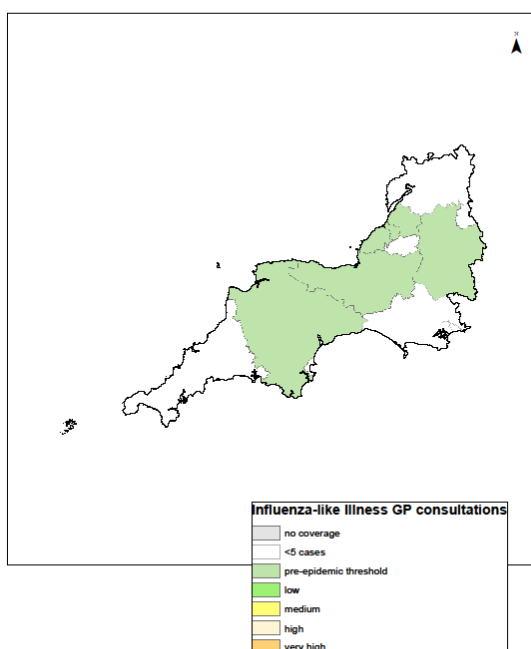 N
Influenza-like Illness GP consultations
no coverage
<5 cases
pre-epidemic threshold
low
medium
high
very high